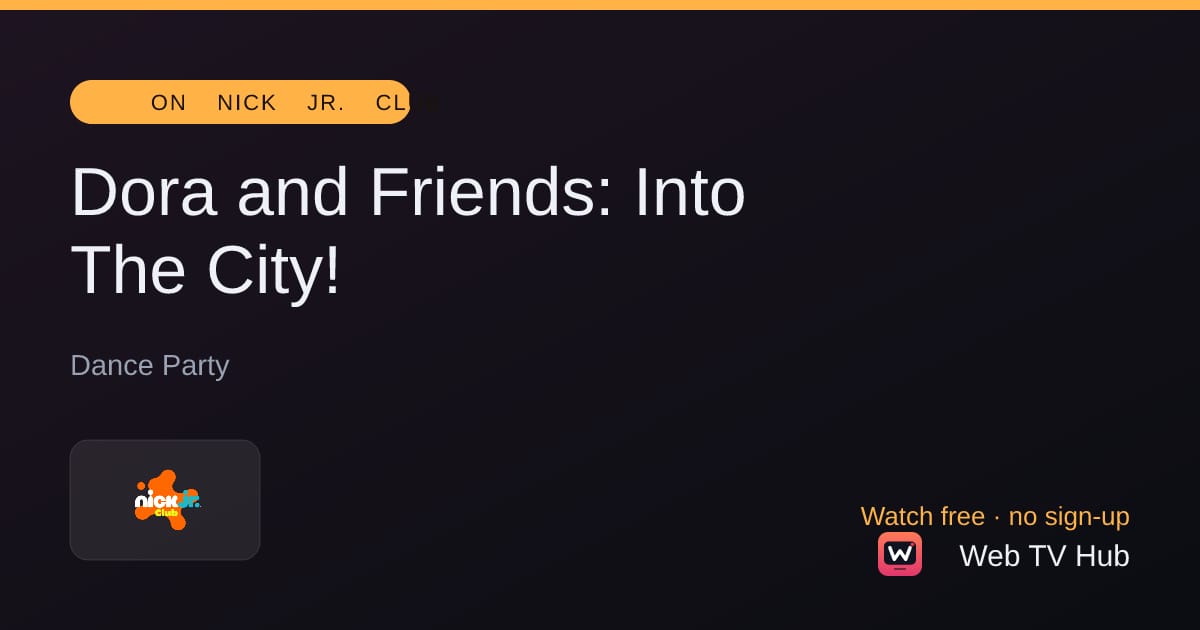 ON NICK JR.
Dora and Friends: Into
The City!
Dance Party
nick jr.
Club
Watch free · no sign-up
W
Web TV Hub